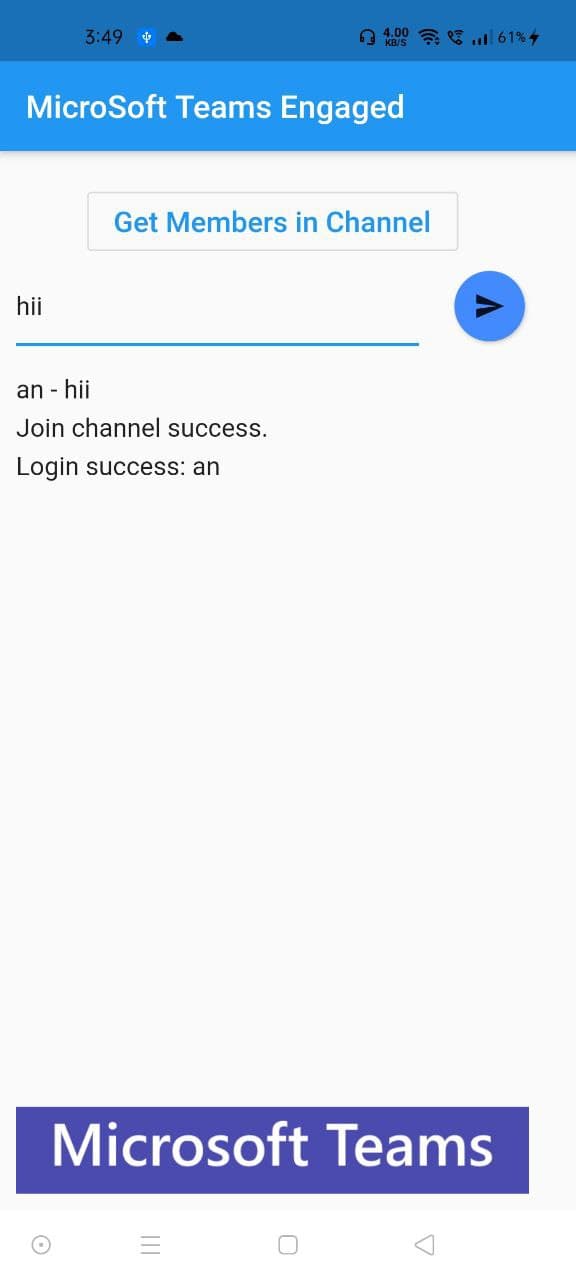 3:49 4.00 KB/S 61%
MicroSoft Teams Engaged
Get Members in Channel
hii
an - hii
Join channel success.
Login success: an
Microsoft Teams